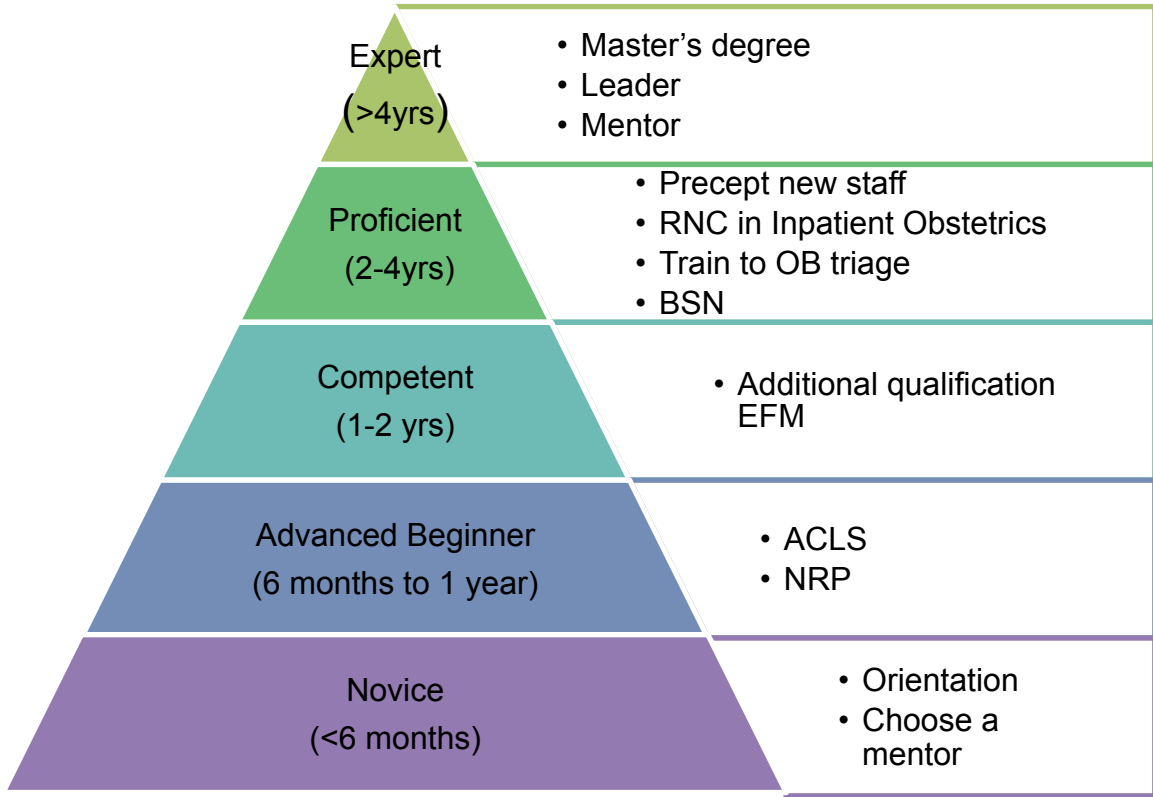 Expert
(>4yrs)
• Master’s degree
• Leader
• Mentor
Proficient
(2-4yrs)
• Precept new staff
• RNC in Inpatient Obstetrics
• Train to OB triage
• BSN
Competent
(1-2 yrs)
• Additional qualification
EFM
Advanced Beginner
(6 months to 1 year)
• ACLS
• NRP
Novice
(<6 months)
• Orientation
• Choose a
mentor